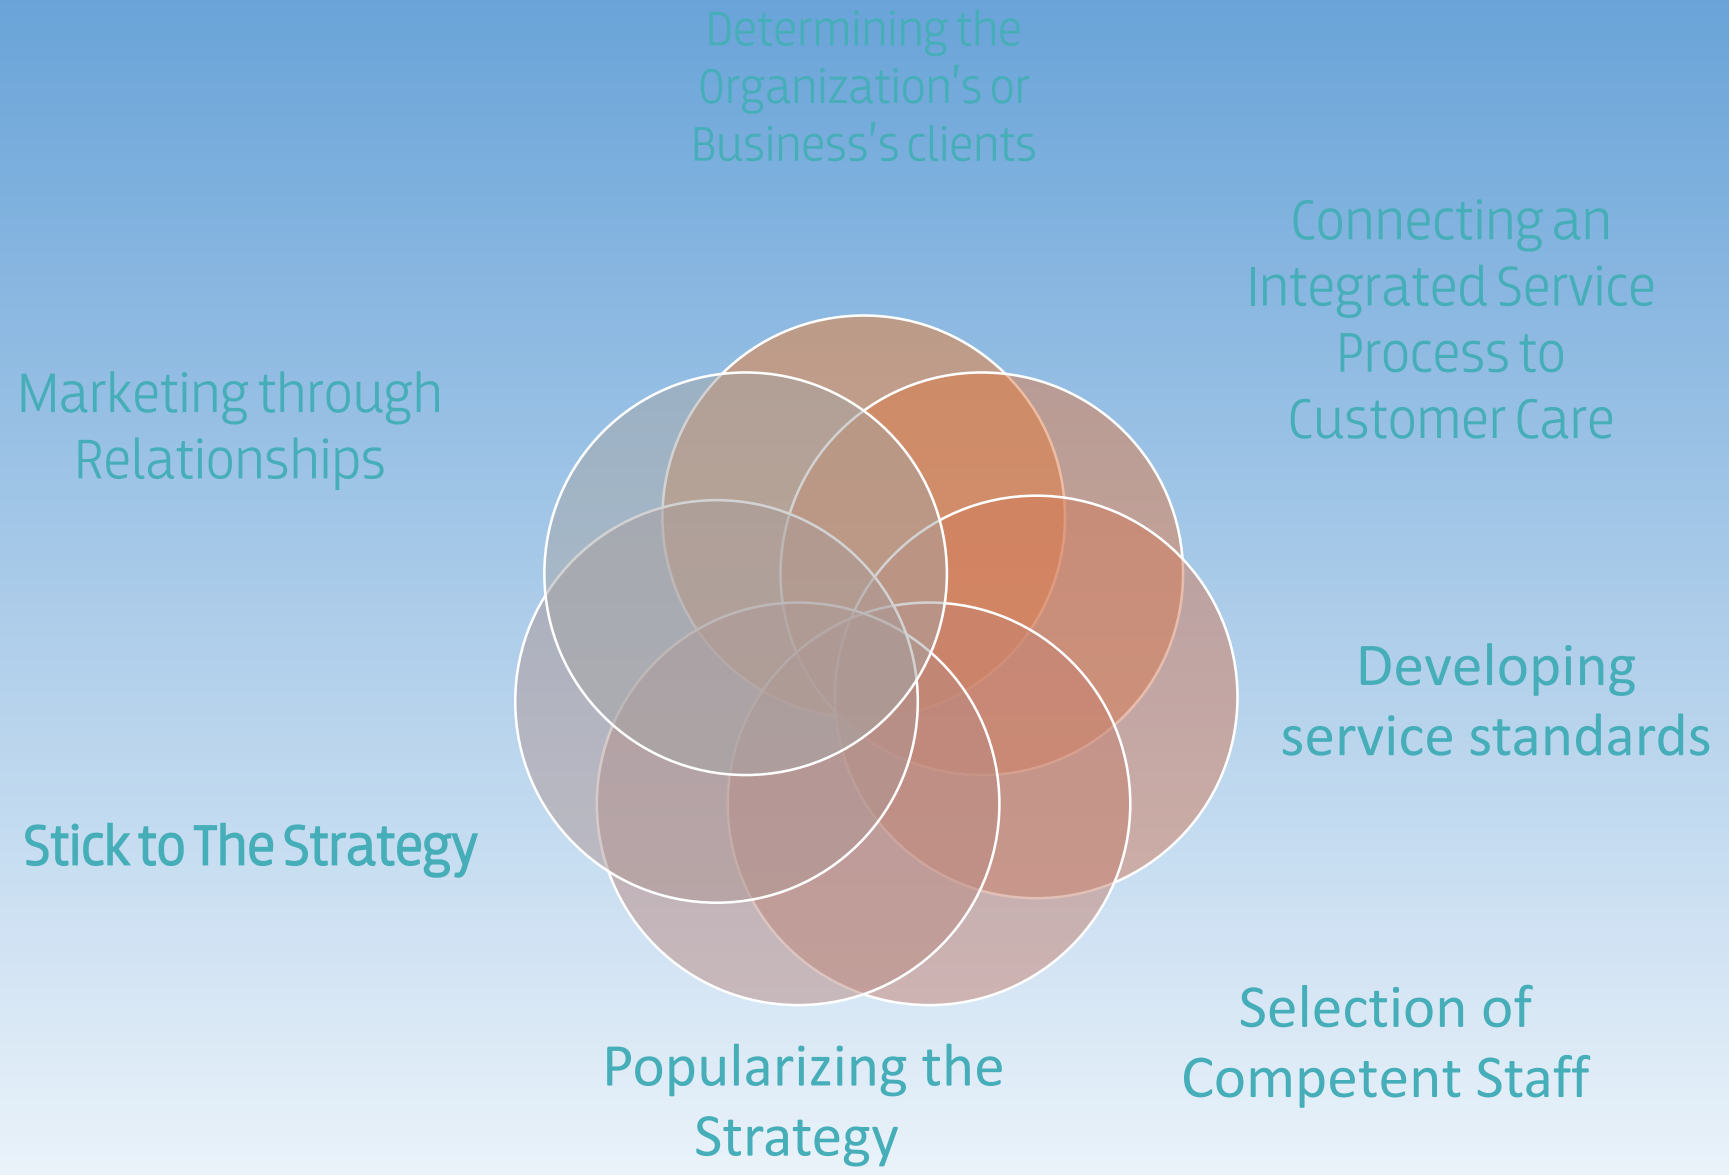 Determining the
Organization's or
Business's clients
Connecting an
Integrated Service
Process to
Customer Care
Developing
service standards
Selection of
Competent Staff
Popularizing the
Strategy
Stick to The Strategy
Marketing through
Relationships